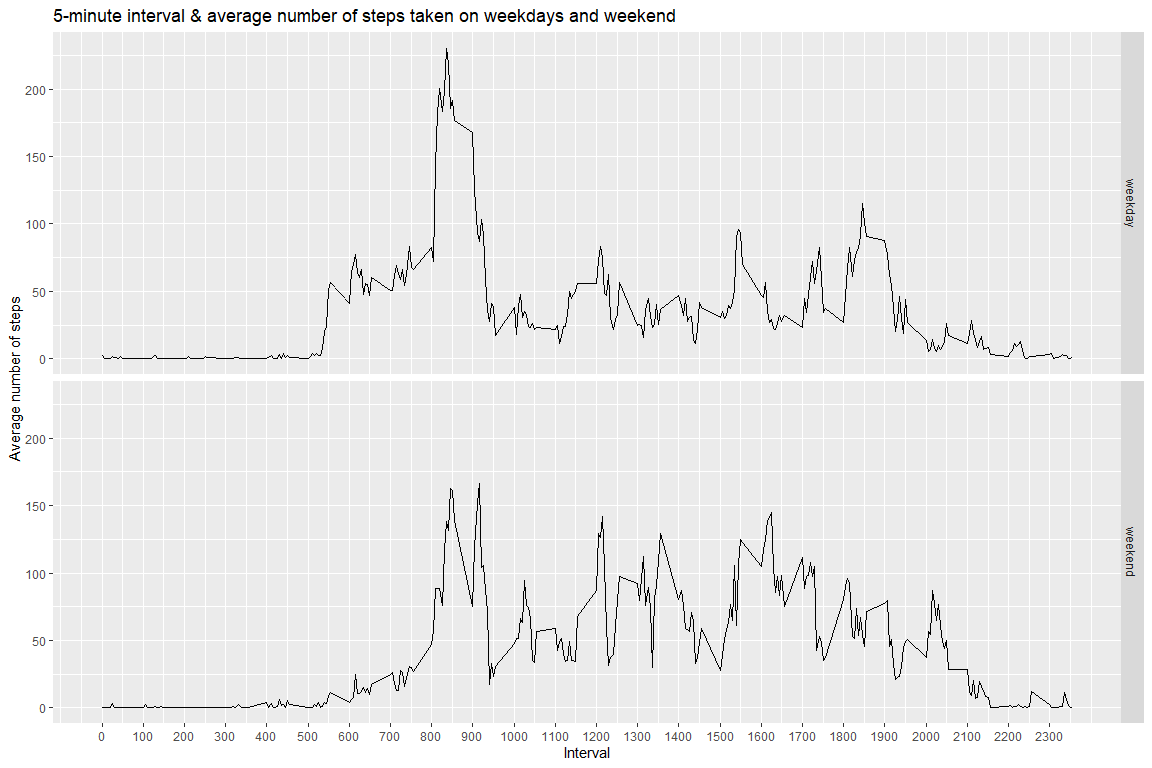 5-minute interval & average number of steps taken on weekdays and weekend
Average number of steps
200
150
100
50
0
weekday
200
150
100
50
0
weekend
0 100 200 300 400 500 600 700 800 900 1000 1100 1200 1300 1400 1500 1600 1700 1800 1900 2000 2100 2200 2300
Interval